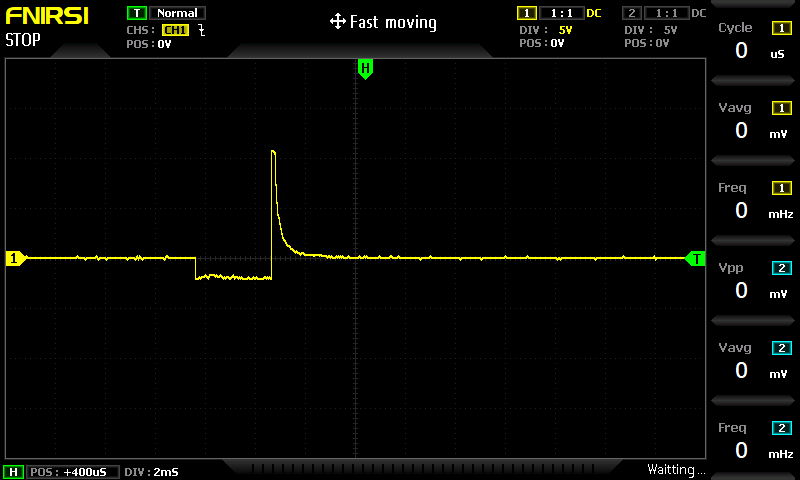 FNIRSI
STOP
T Normal
CHS: CH1
POS: 0V
Fast moving
1 1:1 DC
DIV: 5V
POS: 0V
2 1:1 DC
DIV: 5V
POS: 0V
H
1
T
Cycle 1
0 uS
Vavg 1
0 mV
Freq 1
0 mHz
Vpp 2
0 mV
Vavg 2
0 mV
Freq 2
0 mHz
H POS: +400uS DIV: 2mS
Waitting...